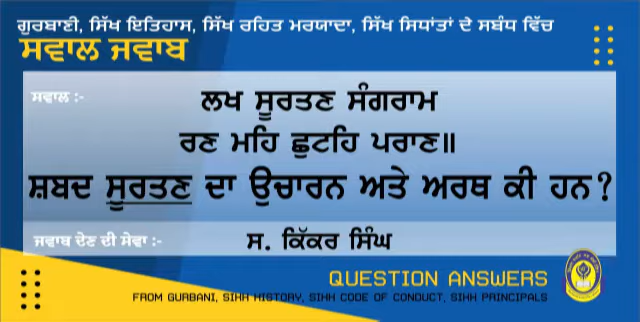 ਗੁਰਬਾਣੀ, ਸਿੱਖ ਇਤਿਹਾਸ, ਸਿੱਖ ਰਹਿਤ ਮਰਯਾਦਾ, ਸਿੱਖ ਸਿਧਾਂਤਾਂ ਦੇ ਸਬੰਧ ਵਿੱਚ
ਸਵਾਲ ਜਵਾਬ
ਸਵਾਲ :-
ਲਖ ਸੂਰਤਣ ਸੰਗਰਾਮ
ਰਣ ਮਹਿ ਛੁਟਹਿ ਪਰਾਣ॥
ਸ਼ਬਦ ਸੂਰਤਣ ਦਾ ਉਚਾਰਨ ਅਤੇ ਅਰਥ ਕੀ ਹਨ?
ਜਵਾਬ ਦੇਣ ਦੀ ਸੇਵਾ :- ਸ. ਕਿੱਕਰ ਸਿੰਘ
QUESTION ANSWERS
FROM GURBANI, SIKH HISTORY, SIKH CODE OF CONDUCT, SIKH PRINCIPALS